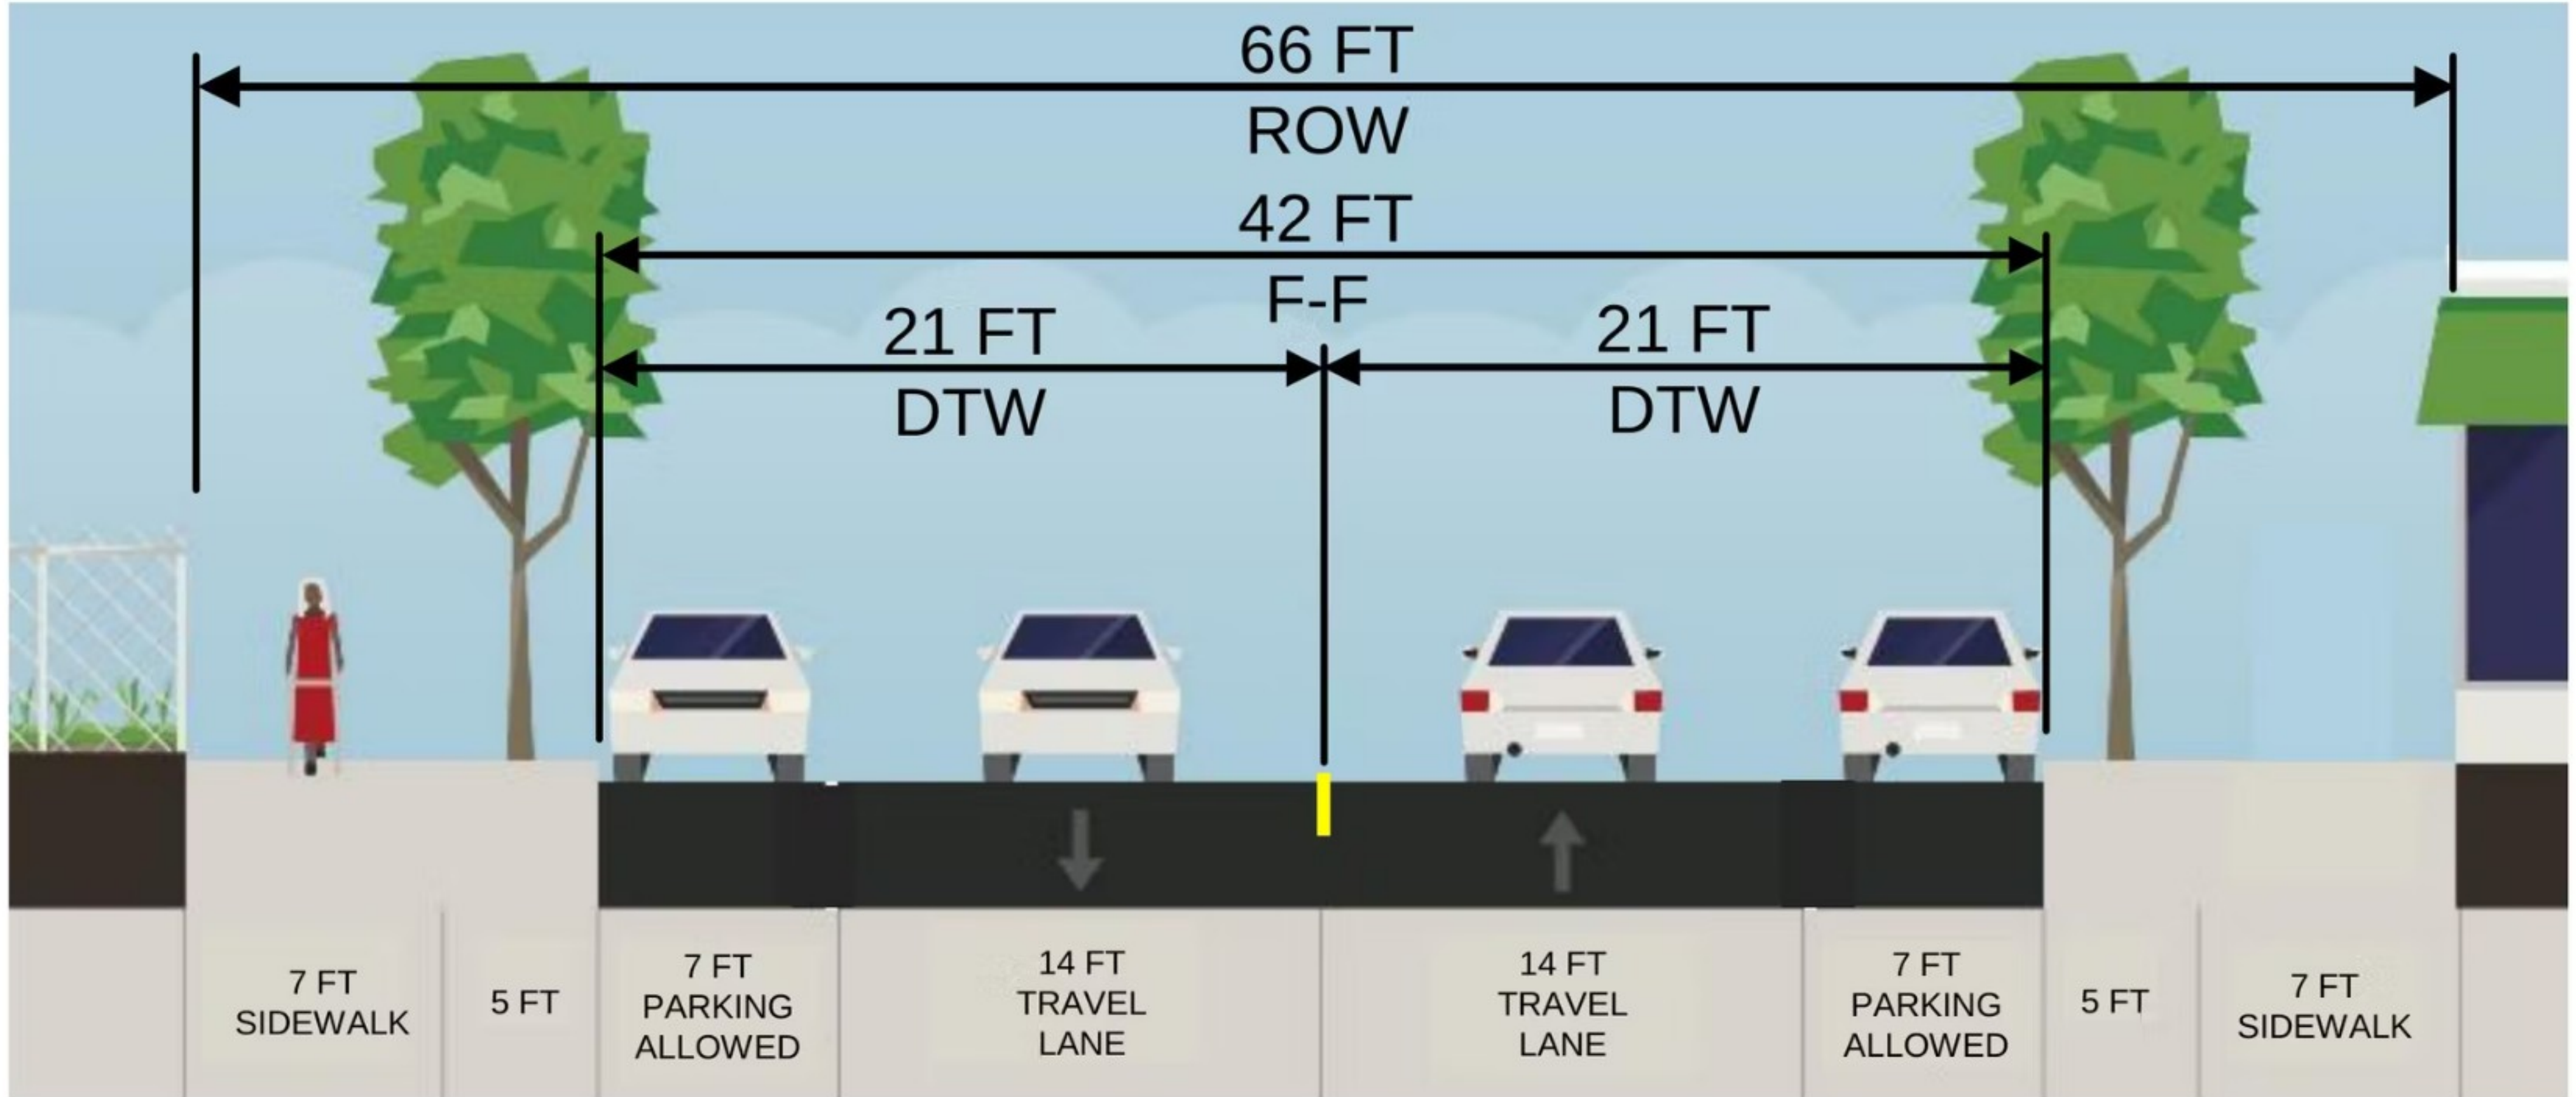 66 FT
ROW
42 FT
F-F
21 FT
DTW
21 FT
DTW
7 FT
SIDEWALK
5 FT
7 FT
PARKING
ALLOWED
14 FT
TRAVEL
LANE
14 FT
TRAVEL
LANE
7 FT
PARKING
ALLOWED
5 FT
7 FT
SIDEWALK